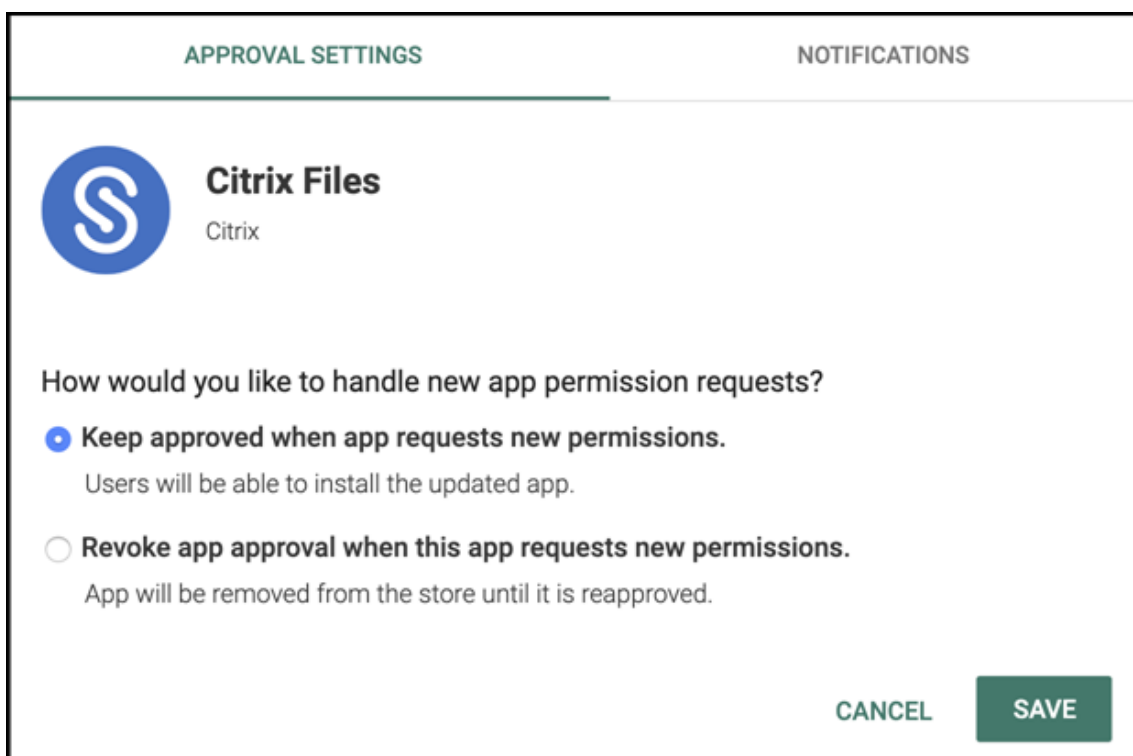 APPROVAL SETTINGS
NOTIFICATIONS
Citrix Files
Citrix
How would you like to handle new app permission requests?
Keep approved when app requests new permissions.
Users will be able to install the updated app.
Revoke app approval when this app requests new permissions.
App will be removed from the store until it is reapproved.
CANCEL
SAVE